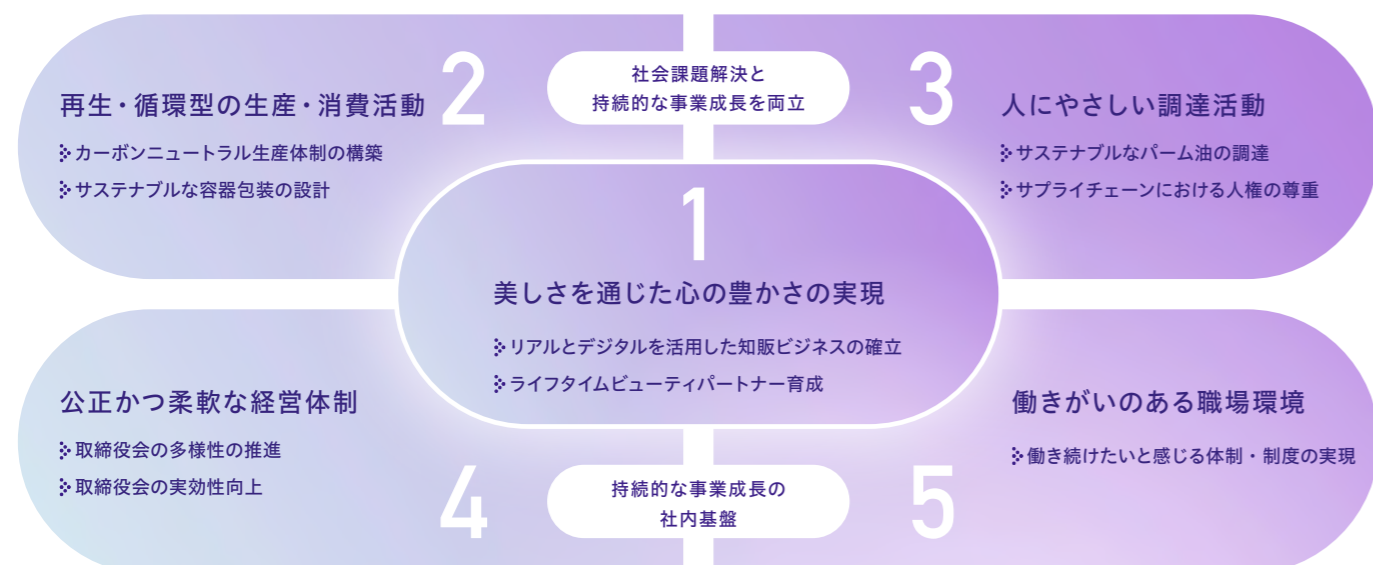 2
再生・循環型の生産・消費活動
カーボンニュートラル生産体制の構築
サステナブルな容器包装の設計
社会課題解決と
持続的な事業成長を両立
3
人にやさしい調達活動
サステナブルなパーム油の調達
サプライチェーンにおける人権の尊重
1
美しさを通じた心の豊かさの実現
リアルとデジタルを活用した知販ビジネスの確立
ライフタイムビューティパートナー育成
公正かつ柔軟な経営体制
取締役会の多様性の推進
取締役会の実効性向上
4
持続的な事業成長の
社内基盤
5
働きがいのある職場環境
働き続けたいと感じる体制・制度の実現